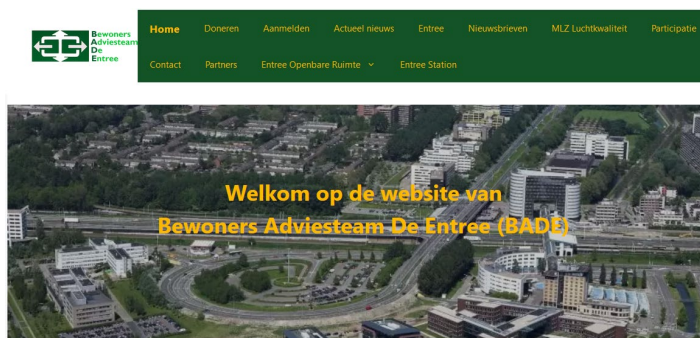 Bewoners
Adviesteam
De
Entree
Home Doneren Aanmelden Actueel nieuws Entree Nieuwsbrieven MLZ Luchtkwaliteit Participatie
Contact Partners Entree Openbare Ruimte Entree Station
Welkom op de website van
Bewoners Adviesteam De Entree (BADE)